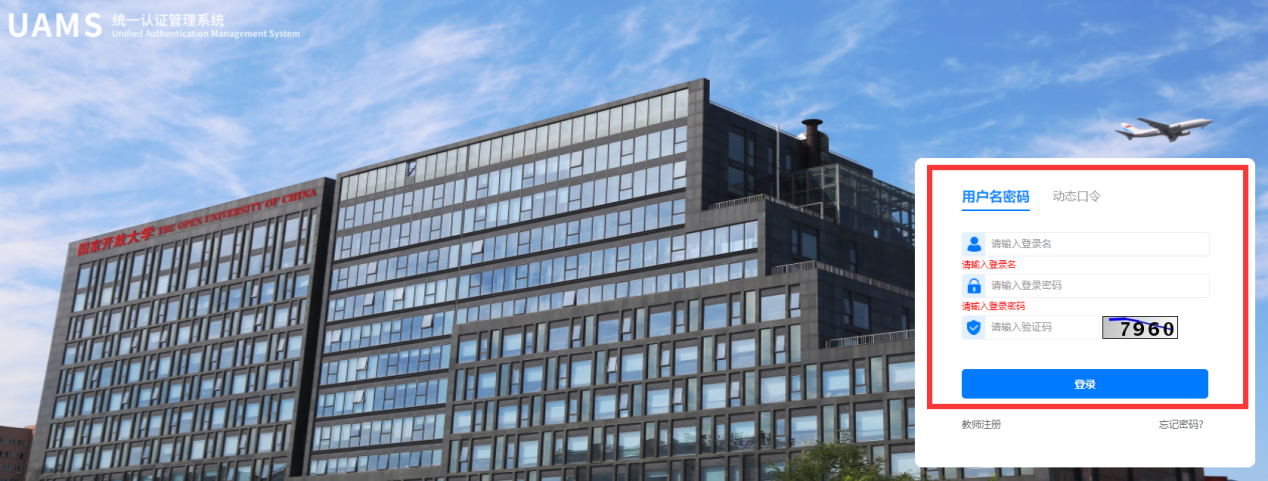 UAMS 统一认证管理系统
Unified Authentication Management System
国家开放大学 THE OPEN UNIVERSITY OF CHINA
用户名密码 动态口令
请输入登录名
请输入登录名
请输入登录密码
请输入登录密码
请输入验证码 7960
登录
教师注册 忘记密码?